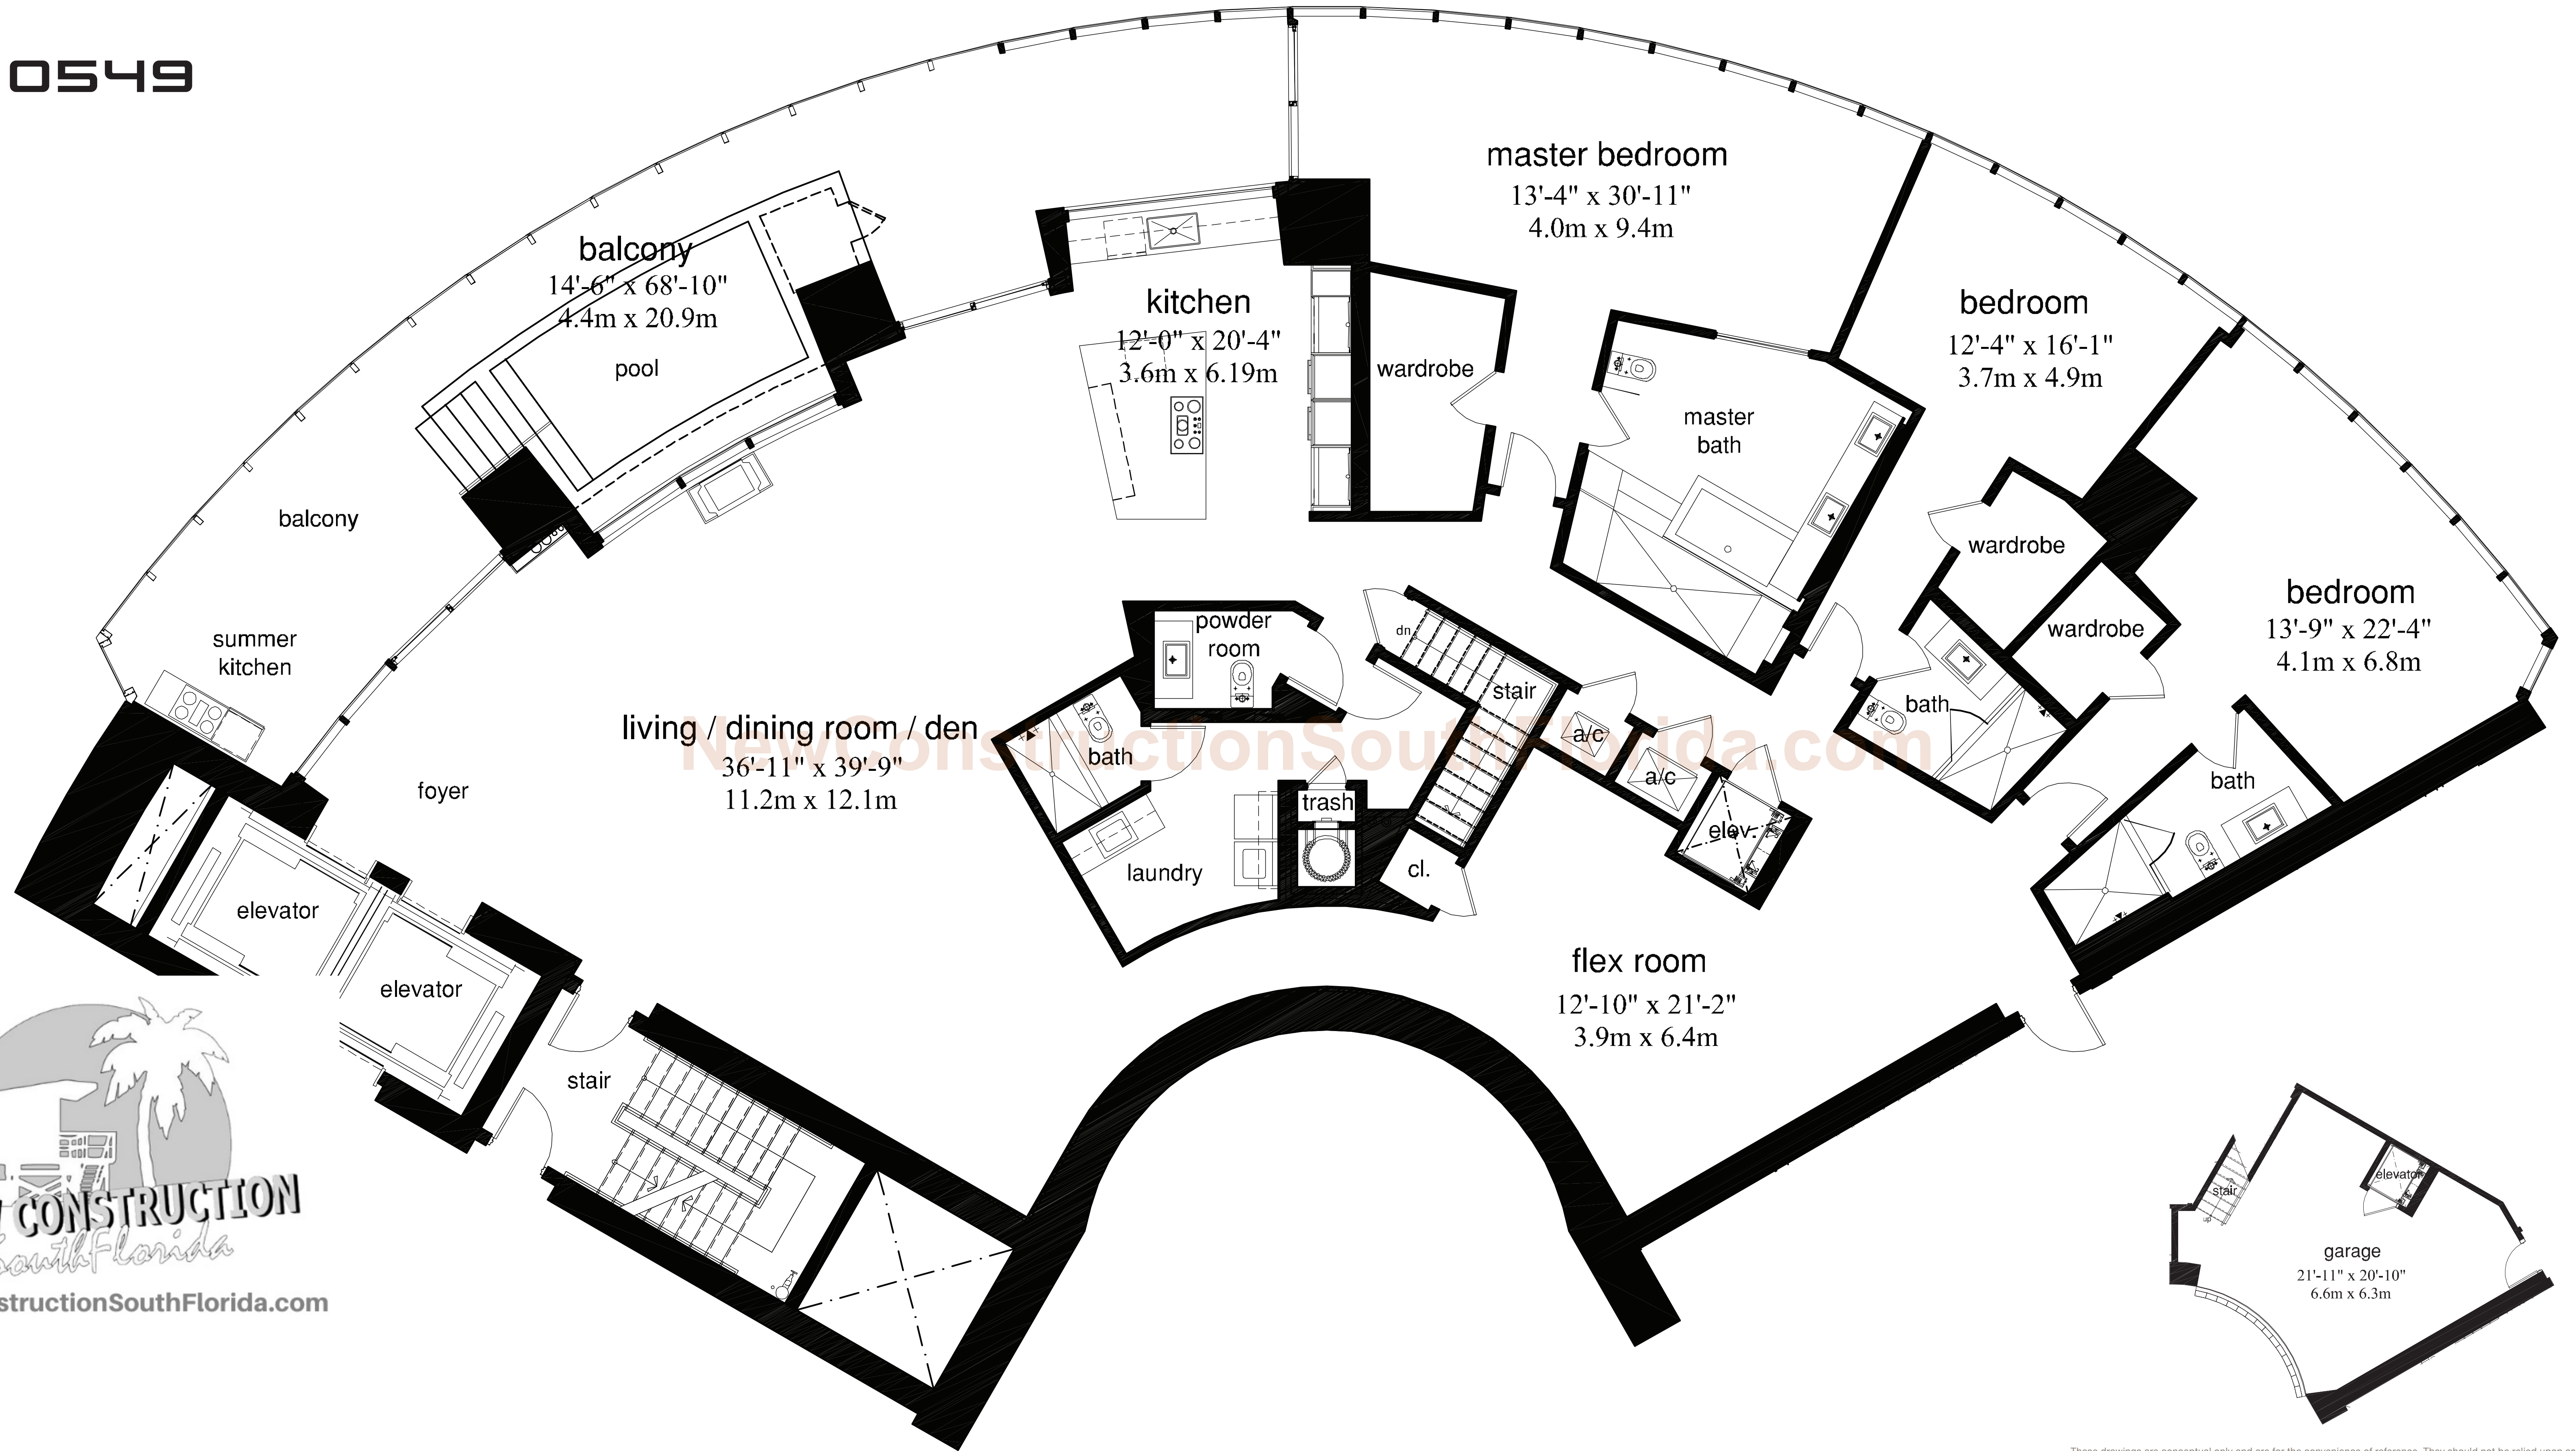 0549
master bedroom
13'-4" x 30'-11"
4.0m x 9.4m
balcony
14'-6" x 68'-10"
4.4m x 20.9m
pool
kitchen
12'-0" x 20'-4"
3.6m x 6.19m
wardrobe
bedroom
12'-4" x 16'-1"
3.7m x 4.9m
master
bath
balcony
wardrobe
bedroom
13'-9" x 22'-4"
4.1m x 6.8m
wardrobe
summer
kitchen
powder
room
dn
stair
bath
living / dining room / den
36'-11" x 39'-9"
11.2m x 12.1m
NewConstructionSouthFlorida.com
bath
a/c
a/c
bath
foyer
trash
elev.
laundry
cl.
elevator
elevator
flex room
12'-10" x 21'-2"
3.9m x 6.4m
stair
elevator
stair
up
garage
21'-11" x 20'-10"
6.6m x 6.3m
CONSTRUCTION
South Florida
structionSouthFlorida.com